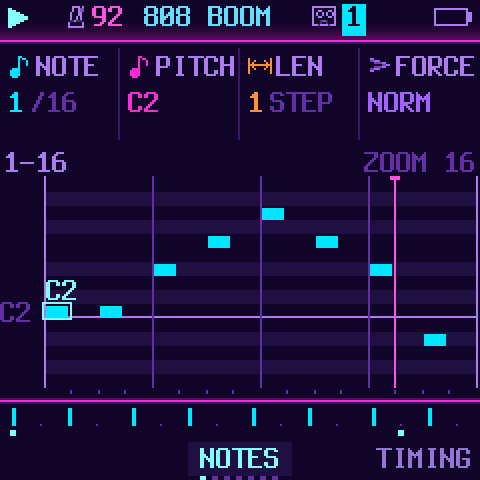 92 808 BOOM 1
NOTE PITCH LEN FORCE
1 /16 C2 1 STEP NORM
1-16 ZOOM 16
C2
C2
NOTES TIMING